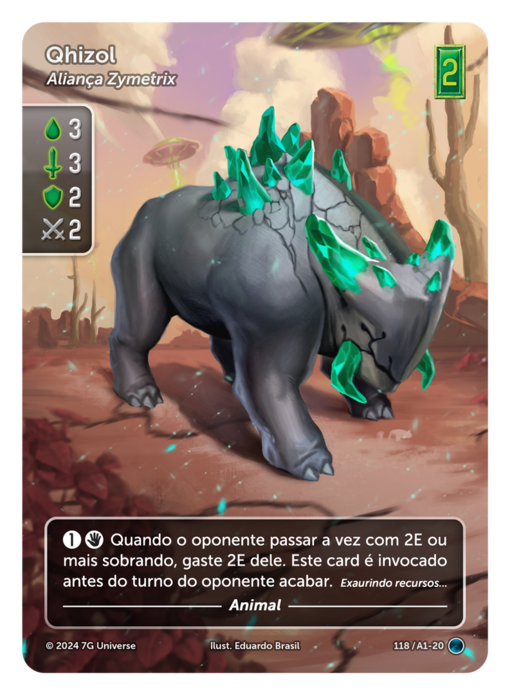 Qhizol
Aliança Zymetrix
2
3
3
2
2
1 Quando o oponente passar a vez com 2E ou
mais sobrando, gaste 2E dele. Este card é invocado
antes do turno do oponente acabar. Exaurindo recursos...
Animal
© 2024 7G Universe Ilust. Eduardo Brasil 118 / A1-20